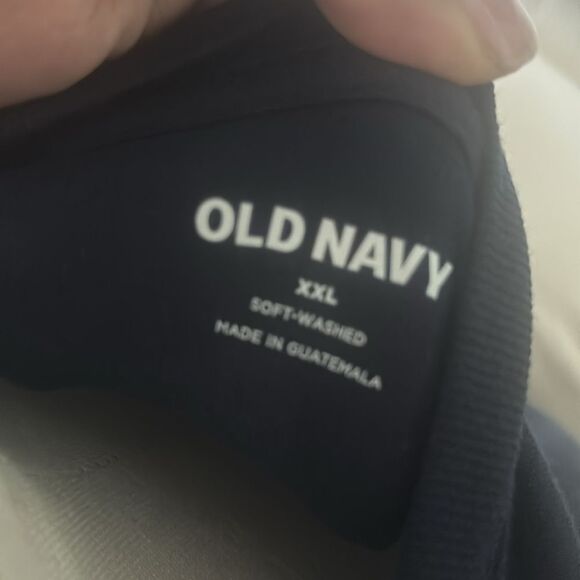 OLD NAVY
XXL
SOFT-WASHED
MADE IN GUATEMALA